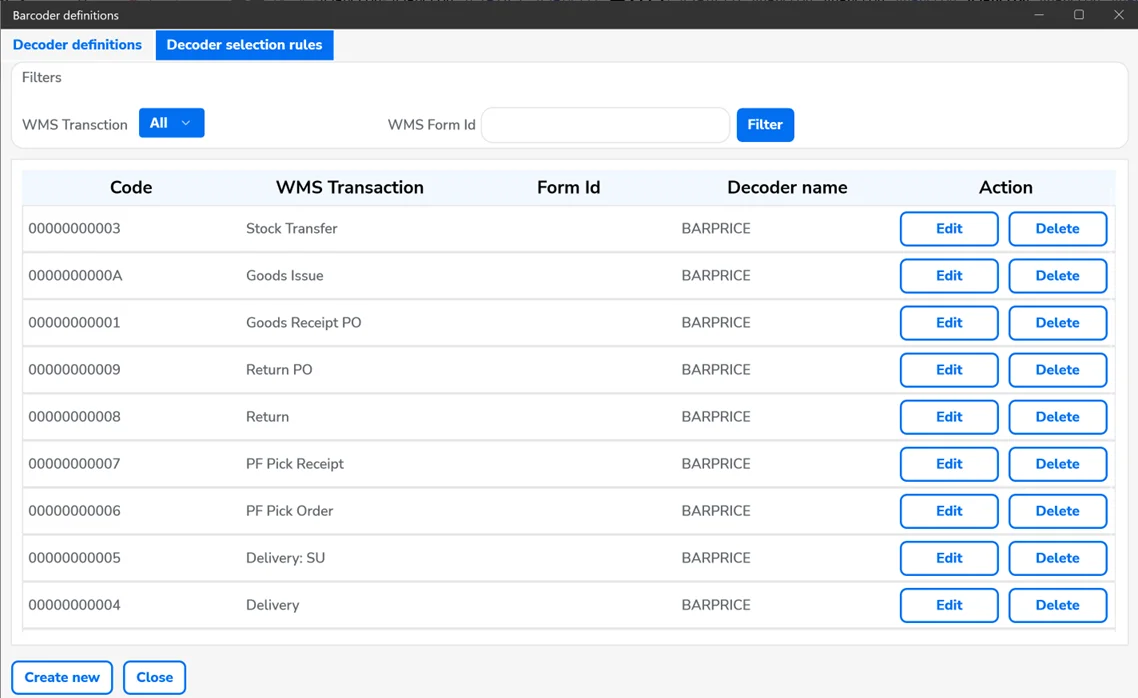 Barcoder definitions
Decoder definitions Decoder selection rules
Filters
WMS Transction All WMS Form Id Filter
Code WMS Transaction Form Id Decoder name Action
00000000003 Stock Transfer BARPRICE Edit Delete
0000000000A Goods Issue BARPRICE Edit Delete
00000000001 Goods Receipt PO BARPRICE Edit Delete
00000000009 Return PO BARPRICE Edit Delete
00000000008 Return BARPRICE Edit Delete
00000000007 PF Pick Receipt BARPRICE Edit Delete
00000000006 PF Pick Order BARPRICE Edit Delete
00000000005 Delivery: SU BARPRICE Edit Delete
00000000004 Delivery BARPRICE Edit Delete
Create new Close